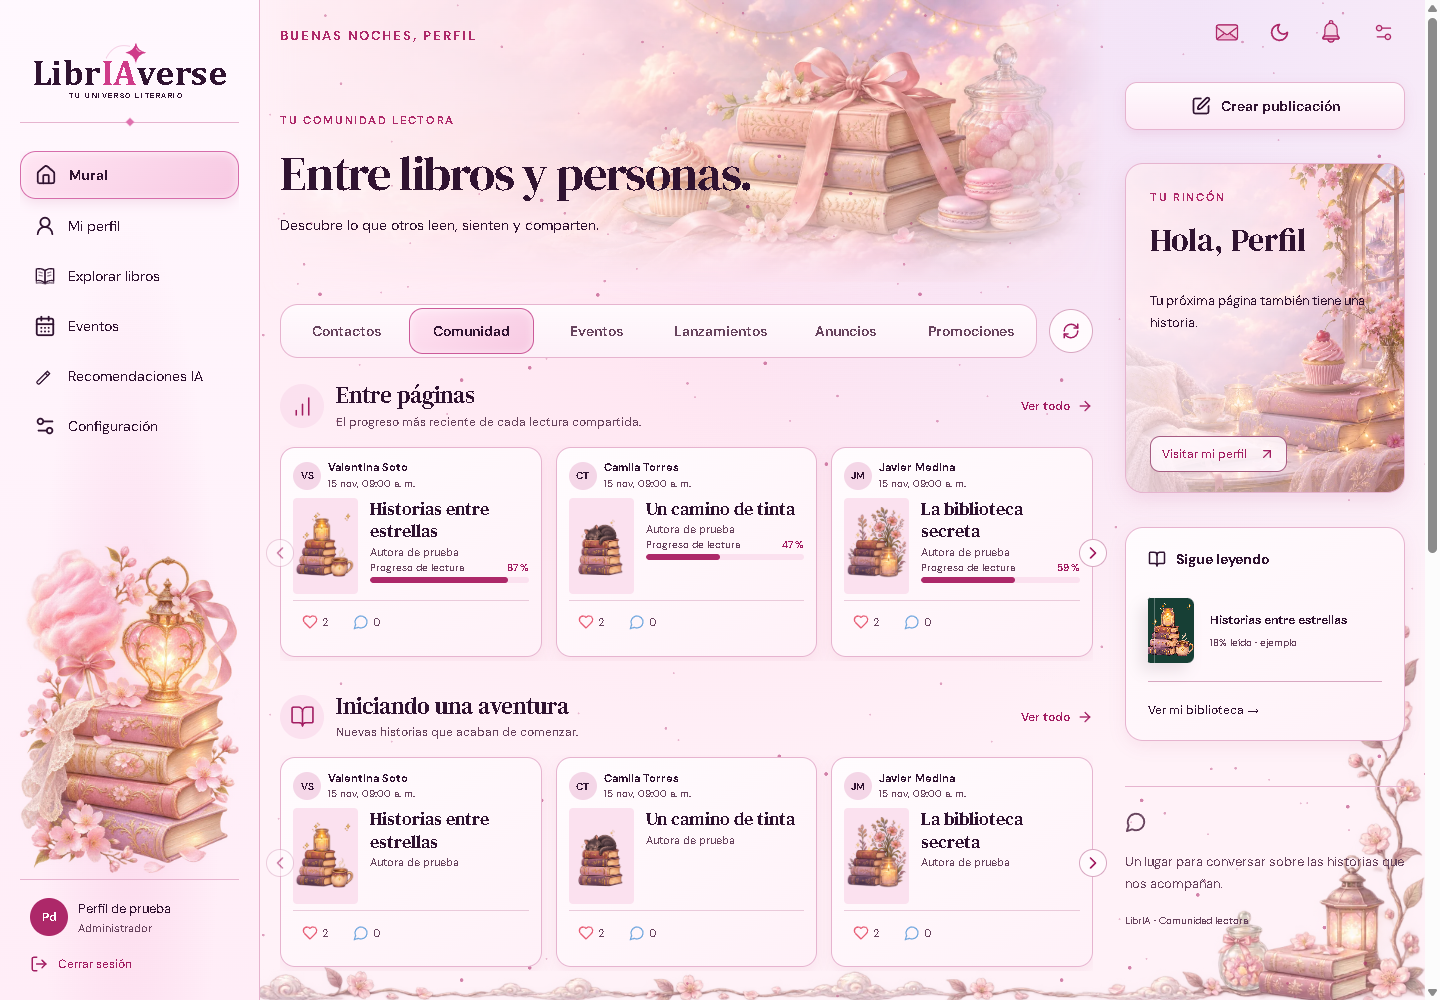 LibrIAverse
TU UNIVERSO LITERARIO
Mural
Mi perfil
Explorar libros
Eventos
Recomendaciones IA
Configuración
Pd
Perfil de prueba
Administrador
Cerrar sesión
BUENAS NOCHES, PERFIL
TU COMUNIDAD LECTORA
Entre libros y personas.
Descubre lo que otros leen, sienten y comparten.
Contactos
Comunidad
Eventos
Lanzamientos
Anuncios
Promociones
Entre páginas
El progreso más reciente de cada lectura compartida.
Ver todo
VS
Valentina Soto
15 nov, 09:00 a. m.
Historias entre
estrellas
Autora de prueba
Progreso de lectura 87%
2 0
CT
Camila Torres
15 nov, 09:00 a. m.
Un camino de tinta
Autora de prueba
Progreso de lectura 47%
2 0
JM
Javier Medina
15 nov, 09:00 a. m.
La biblioteca
secreta
Autora de prueba
Progreso de lectura 59%
2 0
Iniciando una aventura
Nuevas historias que acaban de comenzar.
Ver todo
VS
Valentina Soto
15 nov, 09:00 a. m.
Historias entre
estrellas
Autora de prueba
2 0
CT
Camila Torres
15 nov, 09:00 a. m.
Un camino de tinta
Autora de prueba
2 0
JM
Javier Medina
15 nov, 09:00 a. m.
La biblioteca
secreta
Autora de prueba
2 0
Crear publicación
TU RINCÓN
Hola, Perfil
Tu próxima página también tiene una
historia.
Visitar mi perfil
Sigue leyendo
Historias entre estrellas
18% leído · ejemplo
Ver mi biblioteca →
Un lugar para conversar sobre las historias que
nos acompañan.
LibrIA · Comunidad lectora